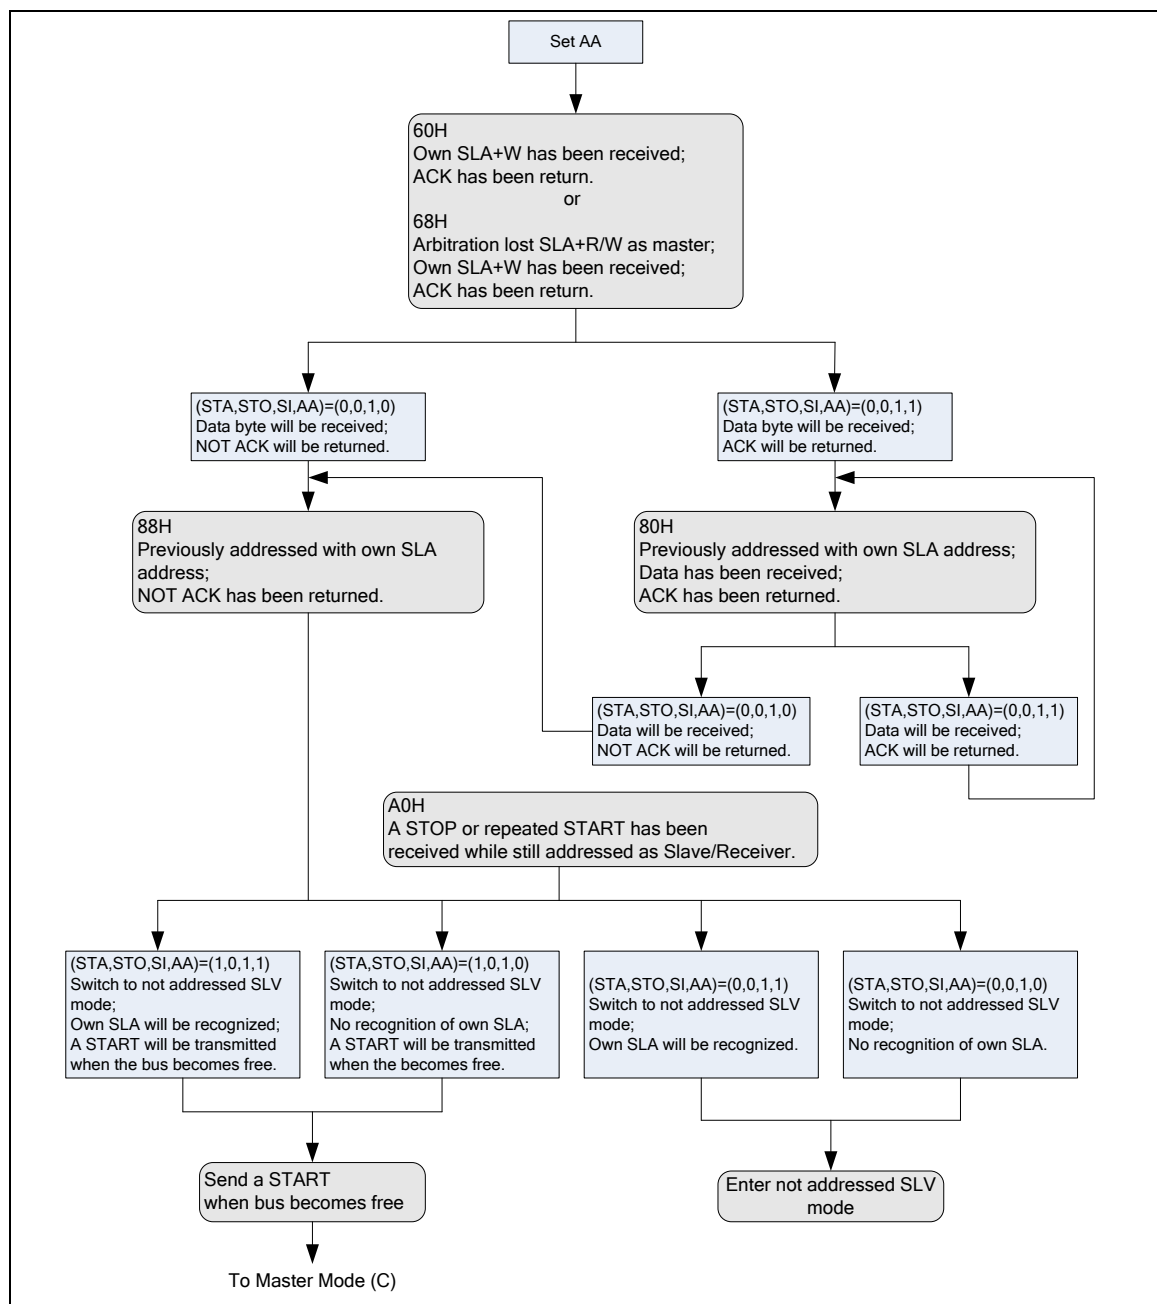 Set AA
60H
Own SLA+W has been received;
ACK has been return.
or
68H
Arbitration lost SLA+R/W as master;
Own SLA+W has been received;
ACK has been return.
(STA,STO,SI,AA)=(0,0,1,0)
Data byte will be received;
NOT ACK will be returned.
(STA,STO,SI,AA)=(0,0,1,1)
Data byte will be received;
ACK will be returned.
88H
Previously addressed with own SLA
address;
NOT ACK has been returned.
80H
Previously addressed with own SLA address;
Data has been received;
ACK has been returned.
(STA,STO,SI,AA)=(0,0,1,0)
Data will be received;
NOT ACK will be returned.
(STA,STO,SI,AA)=(0,0,1,1)
Data will be received;
ACK will be returned.
A0H
A STOP or repeated START has been
received while still addressed as Slave/Receiver.
(STA,STO,SI,AA)=(1,0,1,1)
Switch to not addressed SLV
mode;
Own SLA will be recognized;
A START will be transmitted
when the bus becomes free.
(STA,STO,SI,AA)=(1,0,1,0)
Switch to not addressed SLV
mode;
No recognition of own SLA;
A START will be transmitted
when the becomes free.
(STA,STO,SI,AA)=(0,0,1,1)
Switch to not addressed SLV
mode;
Own SLA will be recognized.
(STA,STO,SI,AA)=(0,0,1,0)
Switch to not addressed SLV
mode;
No recognition of own SLA.
Send a START
when bus becomes free
Enter not addressed SLV
mode
To Master Mode (C)